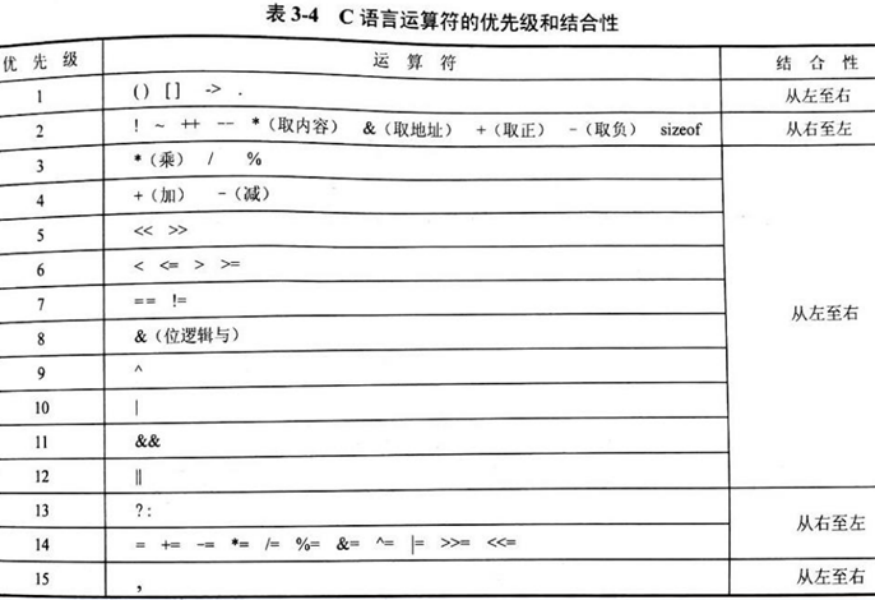 表 3-4 C 语言运算符的优先级和结合性
优 先 级 运 算 符 结 合 性
1 () [] -> . 从左至右
2 ! ~ ++ -- *（取内容） &（取地址） +（取正） -（取负） sizeof 从右至左
3 *（乘） / %
4 +（加） -（减）
5 << >>
6 < <= > >=
7 == !=
从左至右
8 &（位逻辑与）
9 ^
10 |
11 &&
12 ||
13 ?:
从右至左
14 = += -= *= /= %= &= ^= |= >>= <<=
15 , 从左至右